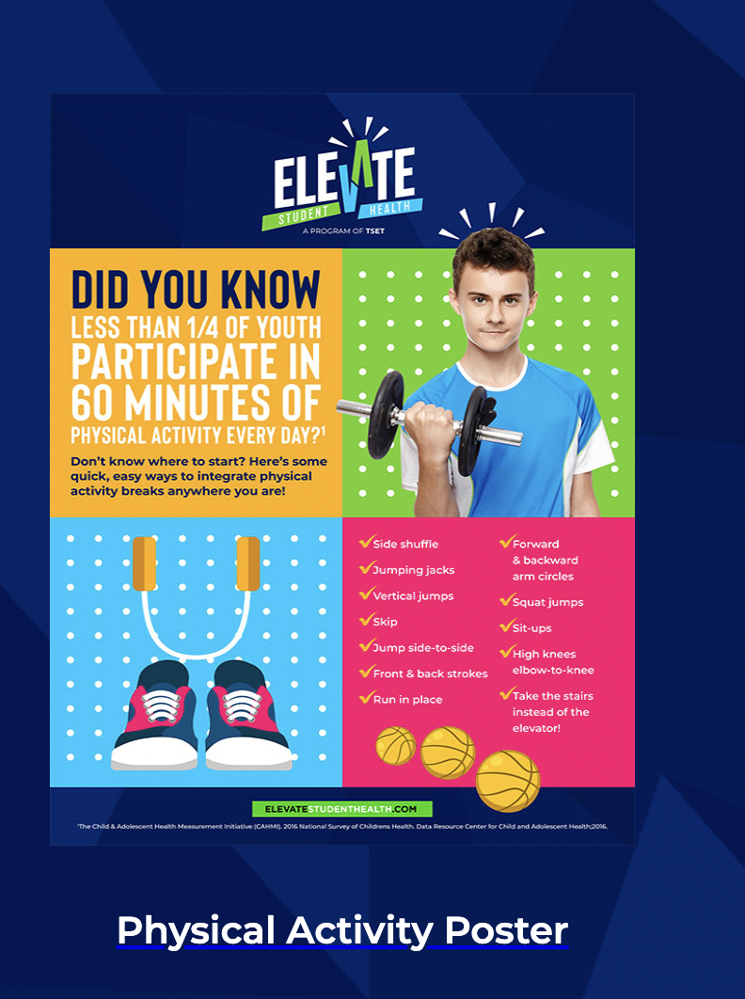 ELEVATE
STUDENT HEALTH
A PROGRAM OF TSET
DID YOU KNOW
LESS THAN 1/4 OF YOUTH
PARTICIPATE IN
60 MINUTES OF
PHYSICAL ACTIVITY EVERY DAY?¹
Don't know where to start? Here's some
quick, easy ways to integrate physical
activity breaks anywhere you are!
Side shuffle
Jumping jacks
Vertical jumps
Skip
Jump side-to-side
Front & back strokes
Run in place
Forward
& backward
arm circles
Squat jumps
Sit-ups
High knees
elbow-to-knee
Take the stairs
instead of the
elevator!
ELEVATESTUDENTHEALTH.COM
¹The Child & Adolescent Health Measurement Initiative (CAHMI). 2016 National Survey of Childrens Health. Data Resource Center for Child and Adolescent Health;2016.
Physical Activity Poster